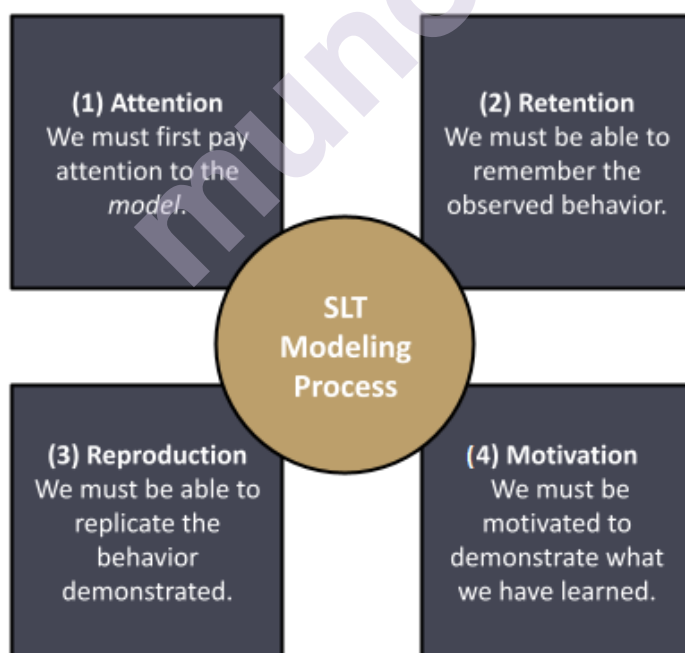 (1) Attention
We must first pay
attention to the
model.
(2) Retention
We must be able to
remember the
observed behavior.
SLT
Modeling
Process
(3) Reproduction
We must be able to
replicate the
behavior
demonstrated.
(4) Motivation
We must be
motivated to
demonstrate what
we have learned.